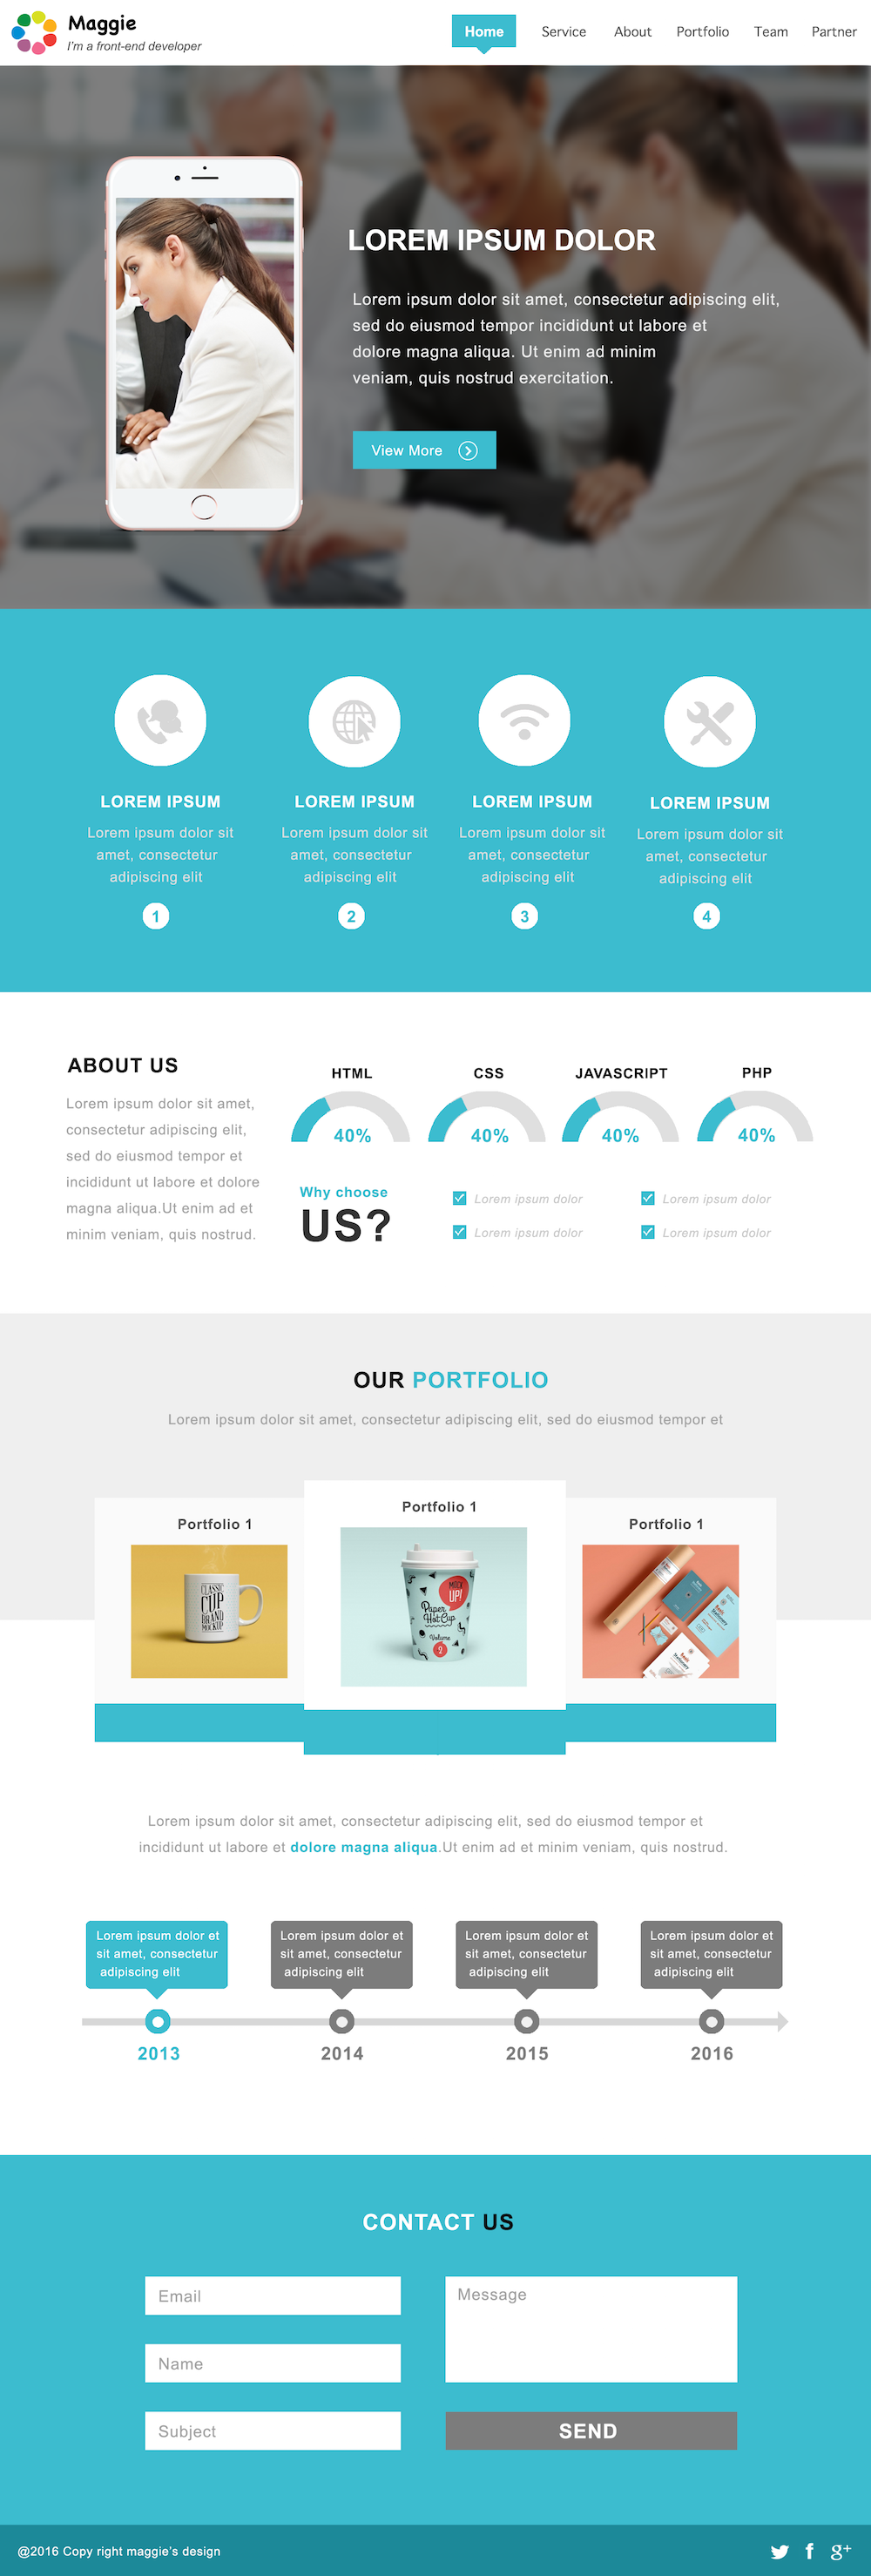 Maggie
I'm a front-end developer
Home
Service
About
Portfolio
Team
Partner
LOREM IPSUM DOLOR
Lorem ipsum dolor sit amet, consectetur adipiscing elit,
sed do eiusmod tempor incididunt ut labore et
dolore magna aliqua. Ut enim ad minim
veniam, quis nostrud exercitation.
View More
LOREM IPSUM
Lorem ipsum dolor sit
amet, consectetur
adipiscing elit
1
LOREM IPSUM
Lorem ipsum dolor sit
amet, consectetur
adipiscing elit
2
LOREM IPSUM
Lorem ipsum dolor sit
amet, consectetur
adipiscing elit
3
LOREM IPSUM
Lorem ipsum dolor sit
amet, consectetur
adipiscing elit
4
ABOUT US
Lorem ipsum dolor sit amet,
consectetur adipiscing elit,
sed do eiusmod tempor et
incididunt ut labore et dolore
magna aliqua.Ut enim ad et
minim veniam, quis nostrud.
HTML
40%
CSS
40%
JAVASCRIPT
40%
PHP
40%
Why choose
US?
Lorem ipsum dolor
Lorem ipsum dolor
Lorem ipsum dolor
Lorem ipsum dolor
OUR PORTFOLIO
Lorem ipsum dolor sit amet, consectetur adipiscing elit, sed do eiusmod tempor et
Portfolio 1
CLASSIC
CUP
BRAND
MOCKUP
Portfolio 1
MOCK
UP!
Paper
Hot Cup
Volume
2
Portfolio 1
Lorem ipsum dolor sit amet, consectetur adipiscing elit, sed do eiusmod tempor et
incididunt ut labore et dolore magna aliqua.Ut enim ad et minim veniam, quis nostrud.
Lorem ipsum dolor et
sit amet, consectetur
adipiscing elit
2013
Lorem ipsum dolor et
sit amet, consectetur
adipiscing elit
2014
Lorem ipsum dolor et
sit amet, consectetur
adipiscing elit
2015
Lorem ipsum dolor et
sit amet, consectetur
adipiscing elit
2016
CONTACT US
Email
Name
Subject
Message
SEND
@2016 Copy right maggie's design
f
g+